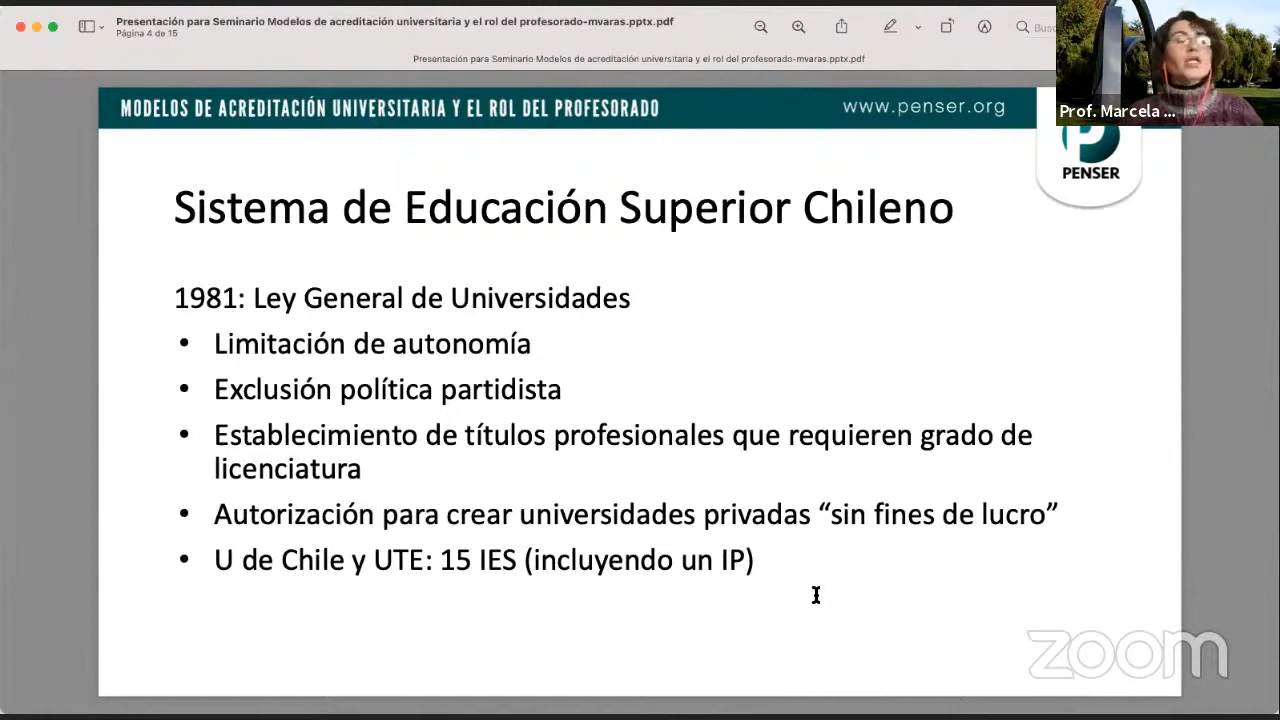 Presentación para Seminario Modelos de acreditación universitaria y el rol del profesorado-mvaras.pptx.pdf
Página 4 de 15
Busc
Presentación para Seminario Modelos de acreditación universitaria y el rol del profesorado-mvaras.pptx.pdf
Prof. Marcela ...
MODELOS DE ACREDITACIÓN UNIVERSITARIA Y EL ROL DEL PROFESORADO
www.penser.org
PENSER
Sistema de Educación Superior Chileno
1981: Ley General de Universidades
• Limitación de autonomía
• Exclusión política partidista
• Establecimiento de títulos profesionales que requieren grado de
licenciatura
• Autorización para crear universidades privadas “sin fines de lucro”
• U de Chile y UTE: 15 IES (incluyendo un IP)
zoom